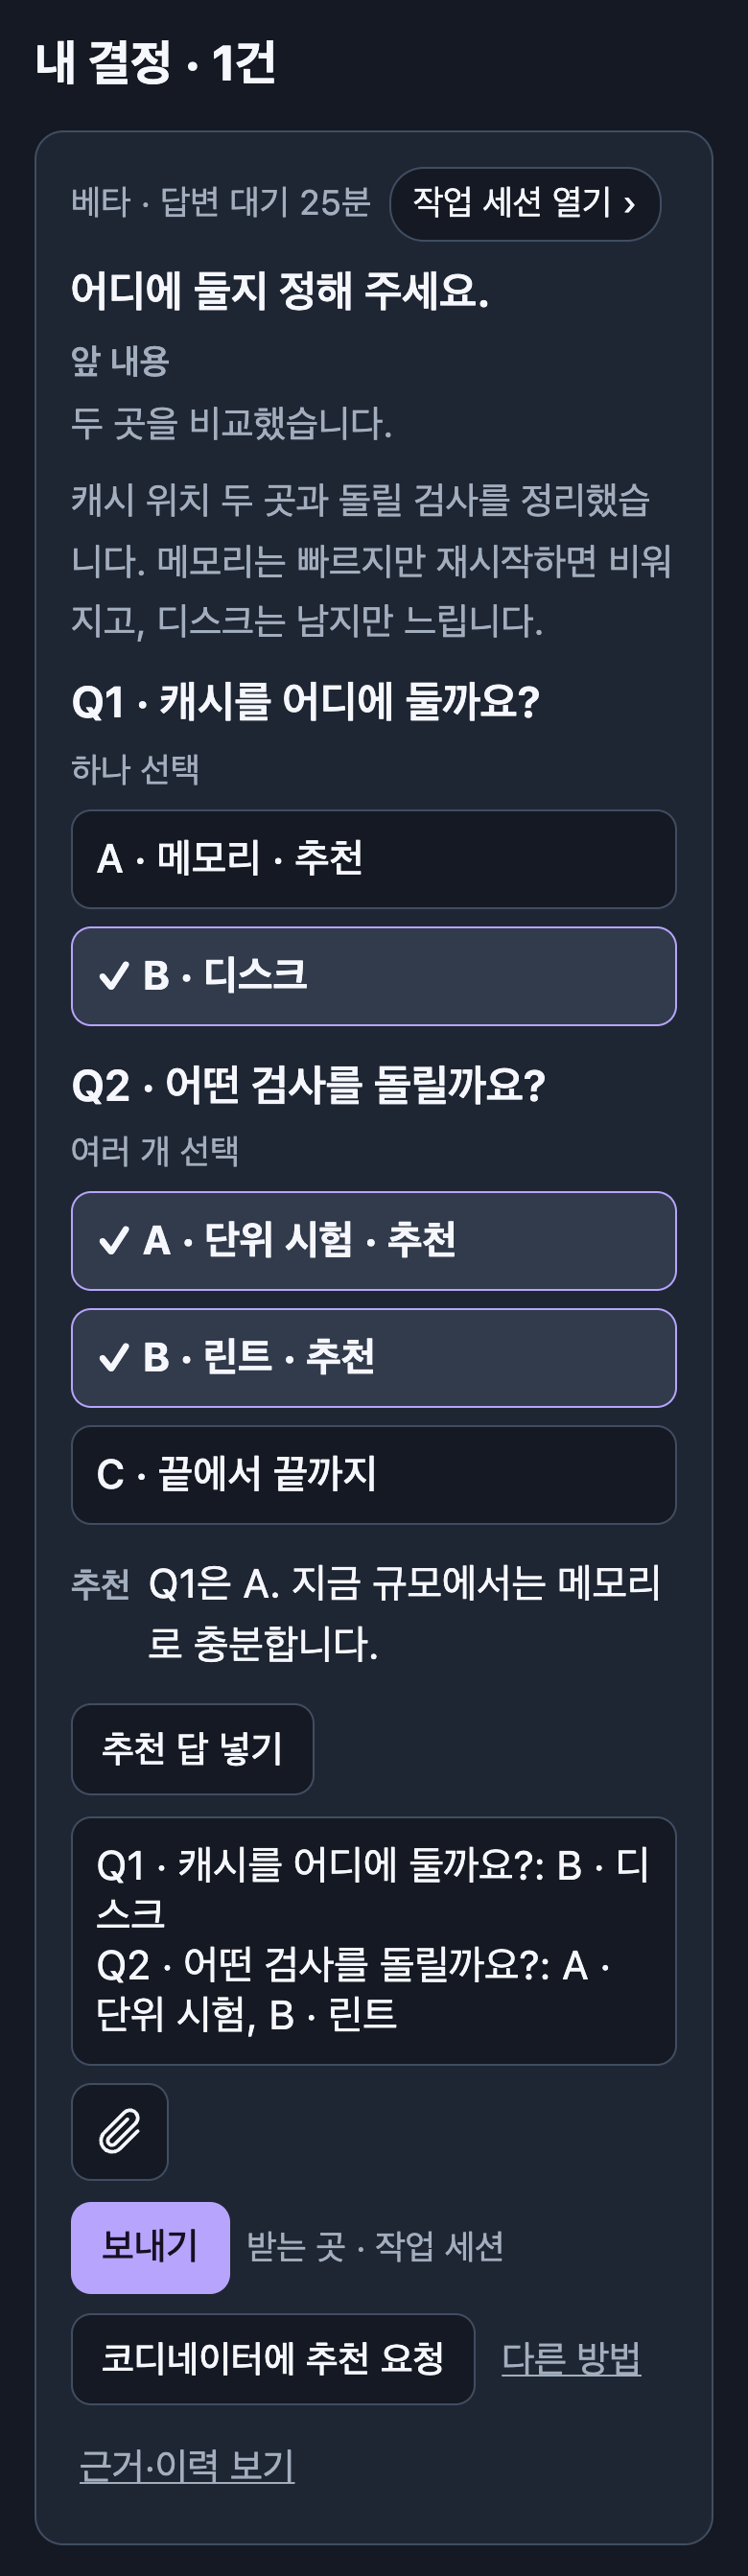 내 결정 · 1건
베타 · 답변 대기 25분 작업 세션 열기 ›
어디에 둘지 정해 주세요.
앞 내용
두 곳을 비교했습니다.
캐시 위치 두 곳과 돌릴 검사를 정리했습
니다. 메모리는 빠르지만 재시작하면 비워
지고, 디스크는 남지만 느립니다.
Q1 · 캐시를 어디에 둘까요?
하나 선택
A · 메모리 · 추천
✓ B · 디스크
Q2 · 어떤 검사를 돌릴까요?
여러 개 선택
✓ A · 단위 시험 · 추천
✓ B · 린트 · 추천
C · 끝에서 끝까지
추천 Q1은 A. 지금 규모에서는 메모리
로 충분합니다.
추천 답 넣기
Q1 · 캐시를 어디에 둘까요?: B · 디
스크
Q2 · 어떤 검사를 돌릴까요?: A ·
단위 시험, B · 린트
보내기 받는 곳 · 작업 세션
코디네이터에 추천 요청 다른 방법
근거·이력 보기